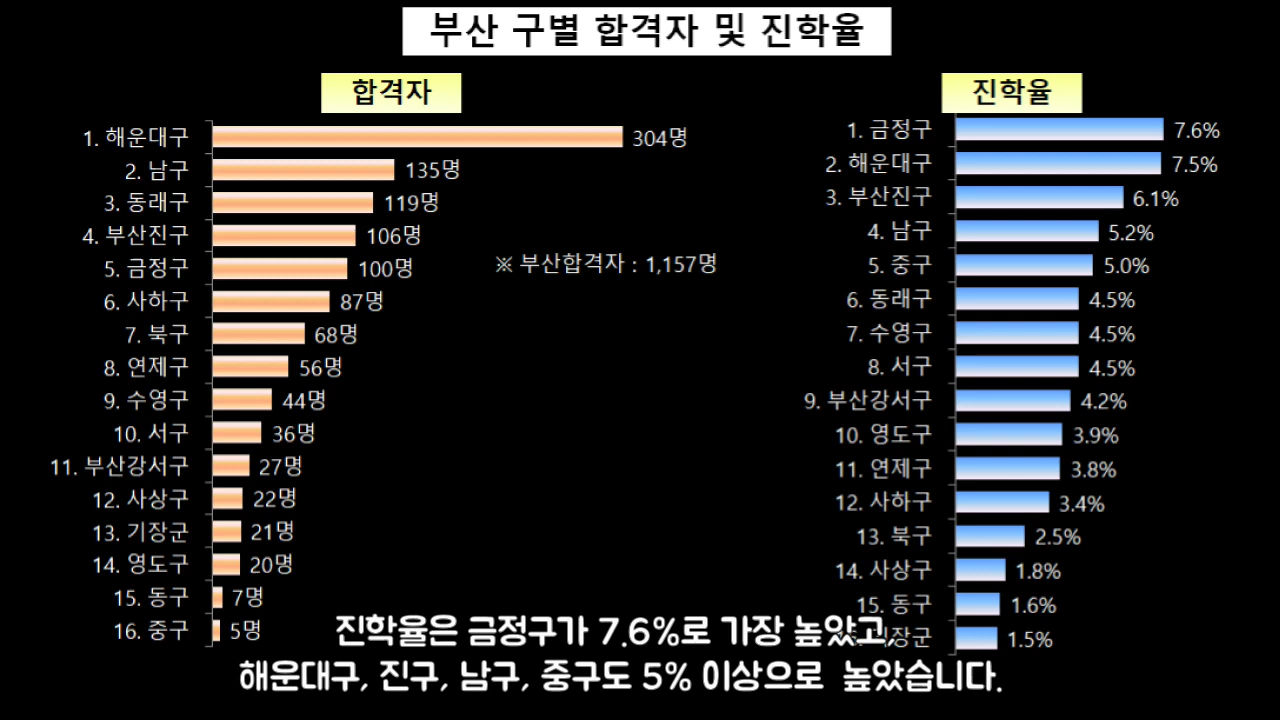 부산 구별 합격자 및 진학율
합격자
1. 해운대구 304명
2. 남구 135명
3. 동래구 119명
4. 부산진구 106명
5. 금정구 100명
6. 사하구 87명
7. 북구 68명
8. 연제구 56명
9. 수영구 44명
10. 서구 36명
11. 부산강서구 27명
12. 사상구 22명
13. 기장군 21명
14. 영도구 20명
15. 동구 7명
16. 중구 5명
※ 부산합격자 : 1,157명
진학율
1. 금정구 7.6%
2. 해운대구 7.5%
3. 부산진구 6.1%
4. 남구 5.2%
5. 중구 5.0%
6. 동래구 4.5%
7. 수영구 4.5%
8. 서구 4.5%
9. 부산강서구 4.2%
10. 영도구 3.9%
11. 연제구 3.8%
12. 사하구 3.4%
13. 북구 2.5%
14. 사상구 1.8%
15. 동구 1.6%
1.5%
진학율은 금정구가 7.6%로 가장 높았고,
해운대구, 진구, 남구, 중구도 5% 이상으로 높았습니다.